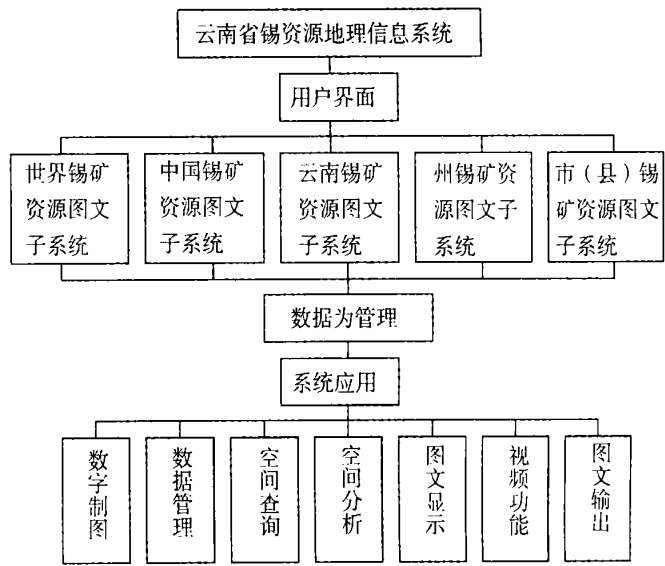 云南省锡资源地理信息系统
用户界面
世界锡矿
资源图文
子系统
中国锡矿
资源图文
子系统
云南锡矿
资源图文
子系统
州锡矿资
源图文子
系统
市（县）锡
矿资源图文
子系统
数据为管理
系统应用
数字制图
数据管理
空间查询
空间分析
图文显示
视频功能
图文输出